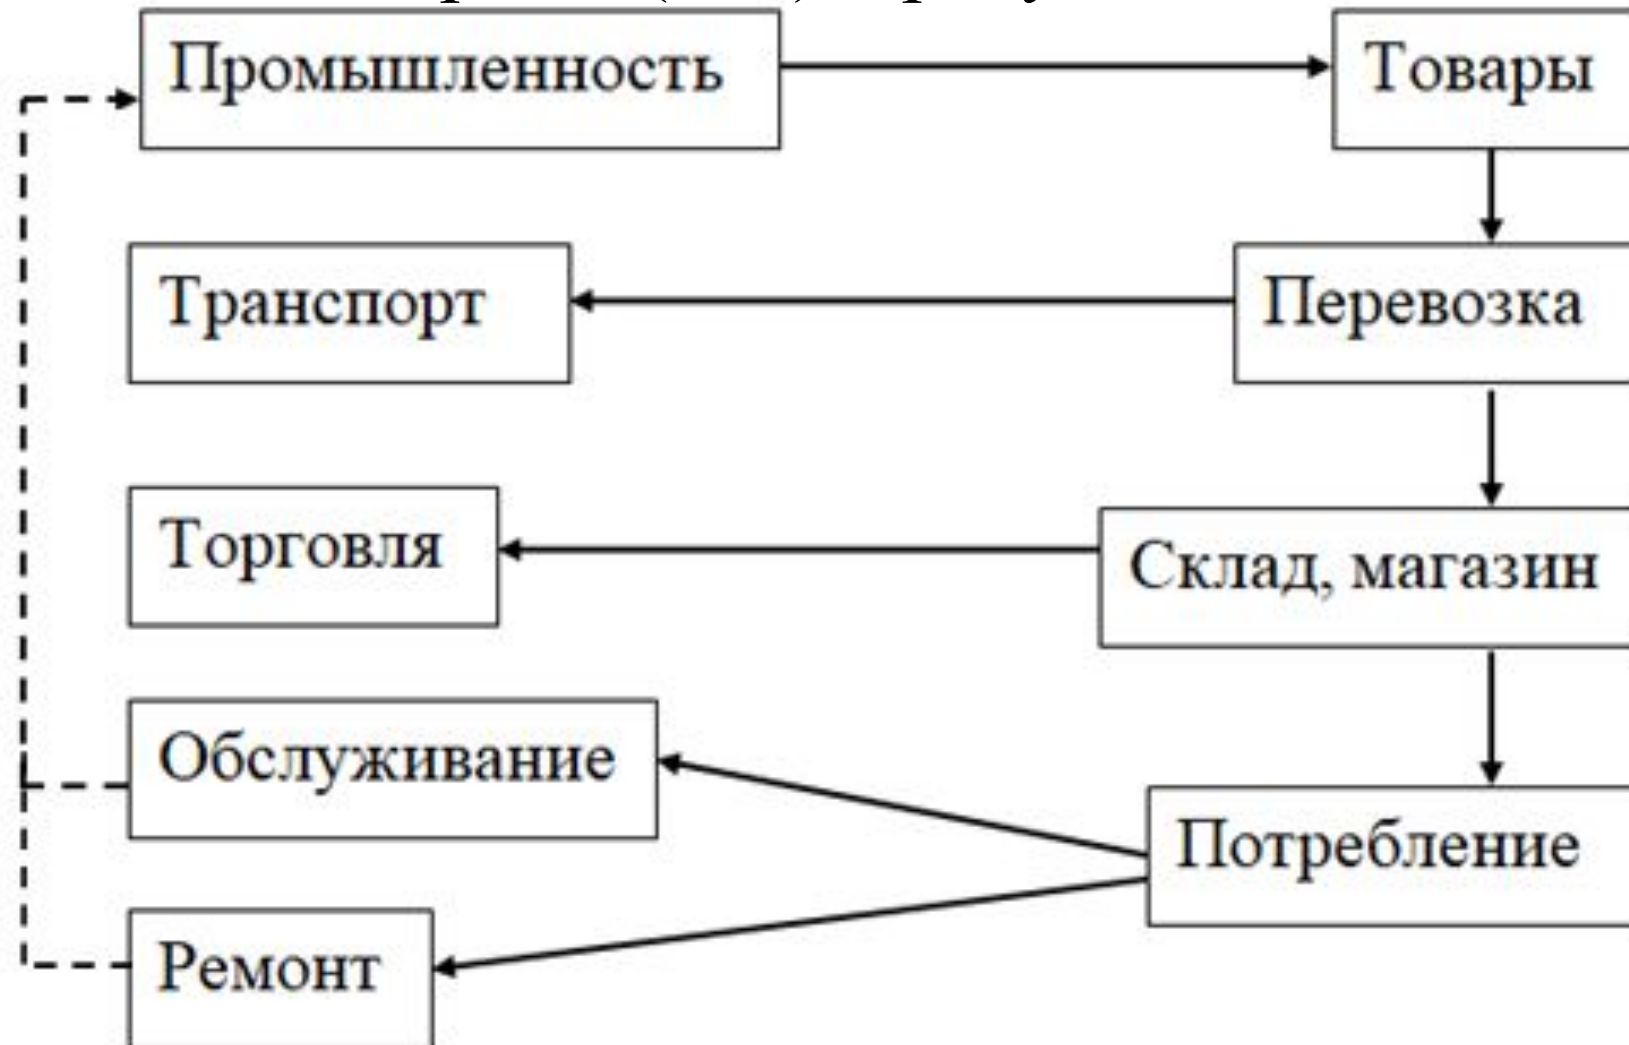 Промышленность
Товары
Транспорт
Перевозка
Торговля
Склад, магазин
Обслуживание
Потребление
Ремонт